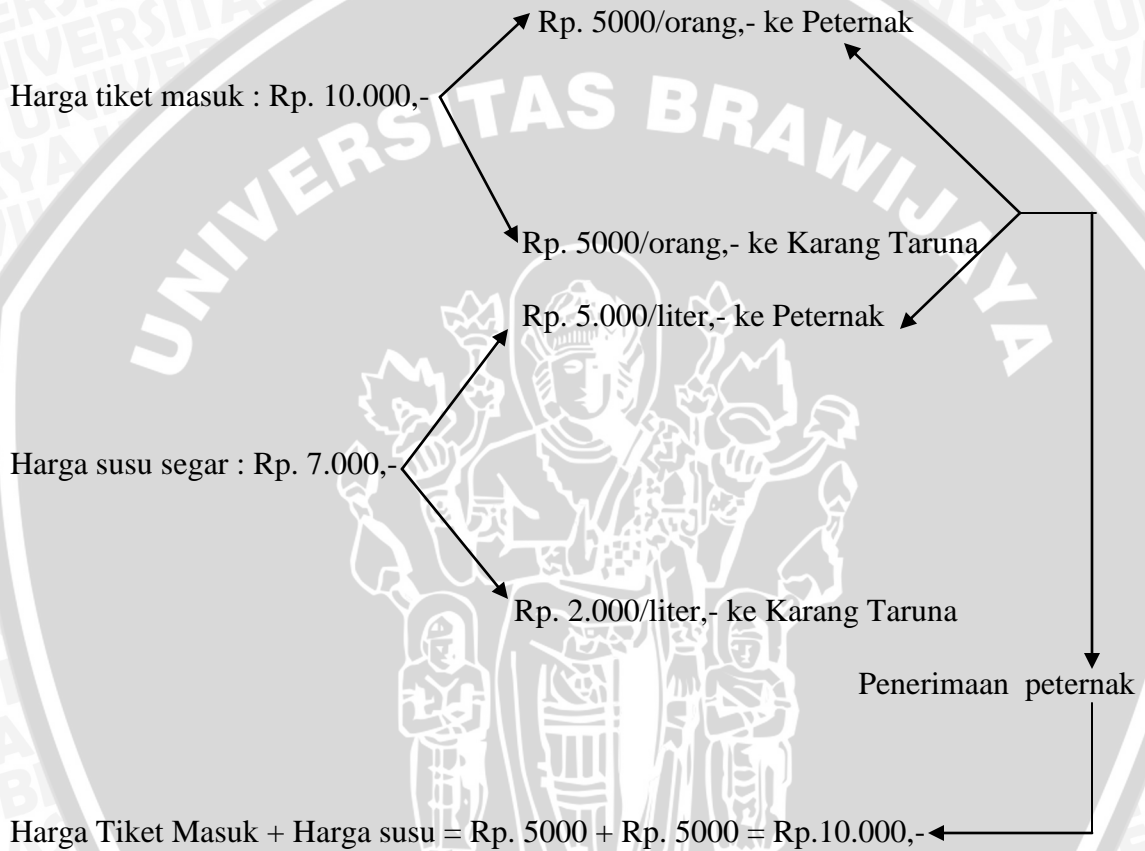 Rp. 5000/orang,- ke Peternak
Harga tiket masuk : Rp. 10.000,-
UNIVERSITAS BRAWIJAYA
Rp. 5000/orang,- ke Karang Taruna
Rp. 5.000/liter,- ke Peternak
Harga susu segar : Rp. 7.000,-
Rp. 2.000/liter,- ke Karang Taruna
Penerimaan peternak
Harga Tiket Masuk + Harga susu = Rp. 5000 + Rp. 5000 = Rp.10.000,-